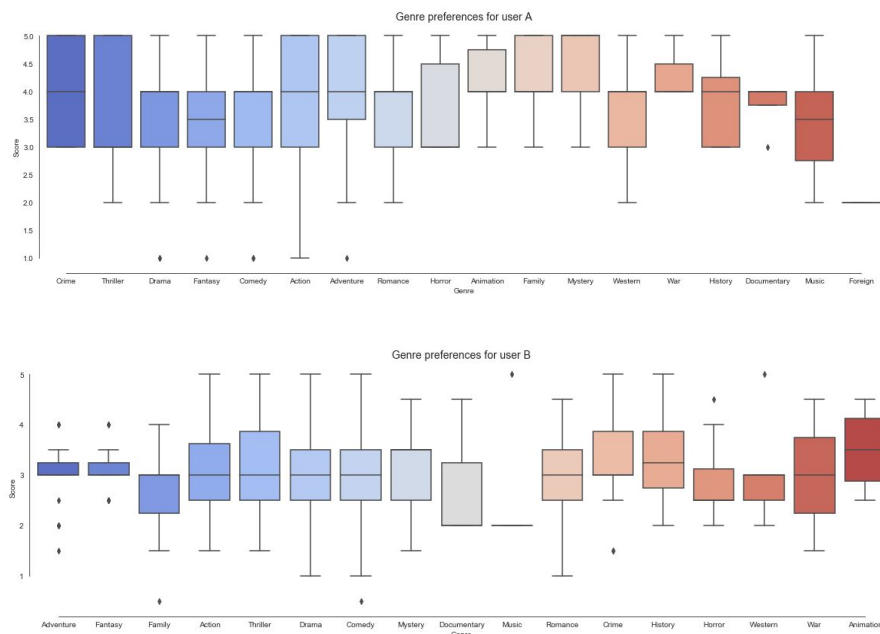 Genre preferences for user A
5.0
4.5
4.0
3.5
3.0
2.5
2.0
1.5
1.0
Score
Crime Thriller Drama Fantasy Comedy Action Adventure Romance Horror Animation Family Mystery Western War History Documentary Music Foreign
Genre
Genre preferences for user B
5
4
3
2
1
Score
Adventure Fantasy Family Action Thriller Drama Comedy Mystery Documentary Music Romance Crime History Horror Western War Animation
Genre